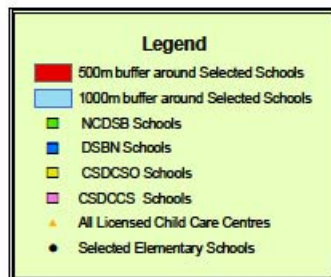 Legend
500m buffer around Selected Schools
1000m buffer around Selected Schools
NCDSB Schools
DSBN Schools
CSDCSO Schools
CSDCCS Schools
All Licensed Child Care Centres
Selected Elementary Schools